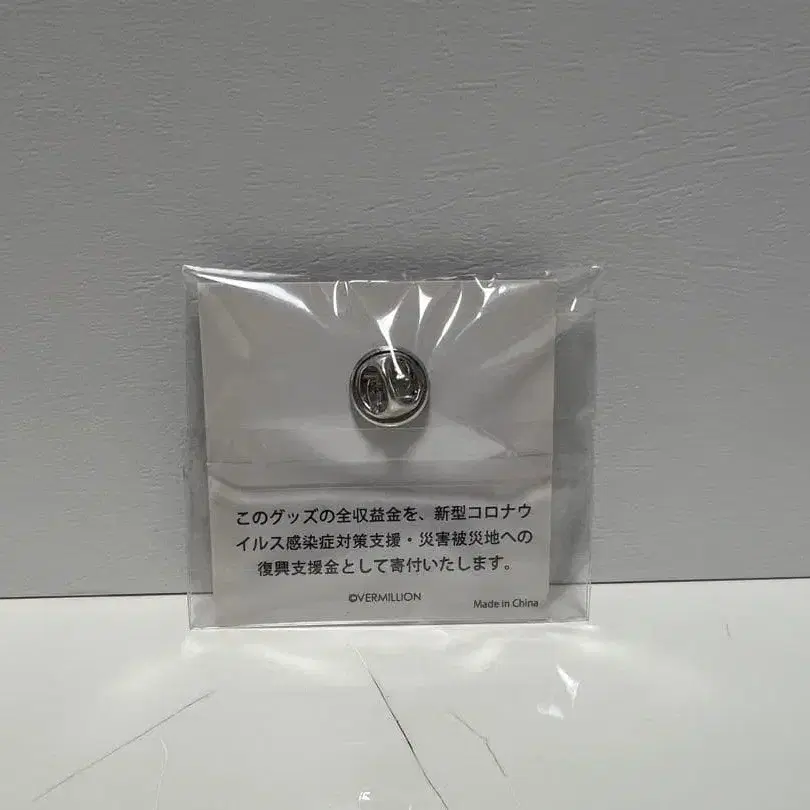 このグッズの全収益金を、新型コロナウ
イルス感染症対策支援・災害被災地への
復興支援金として寄付いたします。
©VERMILLION
Made in China